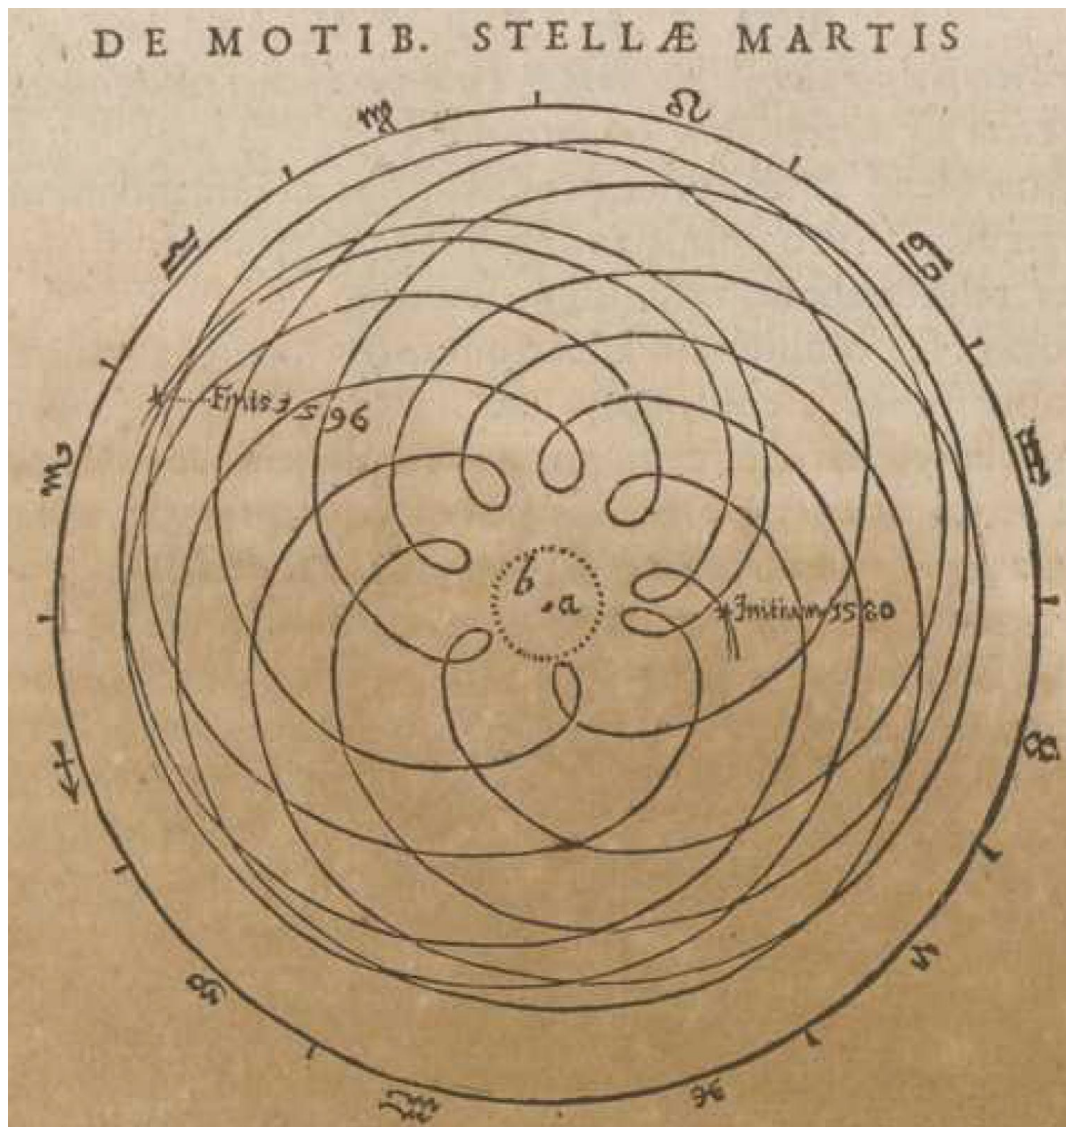 DE MOTIB. STELLÆ MARTIS
♍ ♌
♎ ♋
Finis 1596
♏ ♊
b
a
Initium 1580
♐ ♉
♑ ♈
♒ ♓